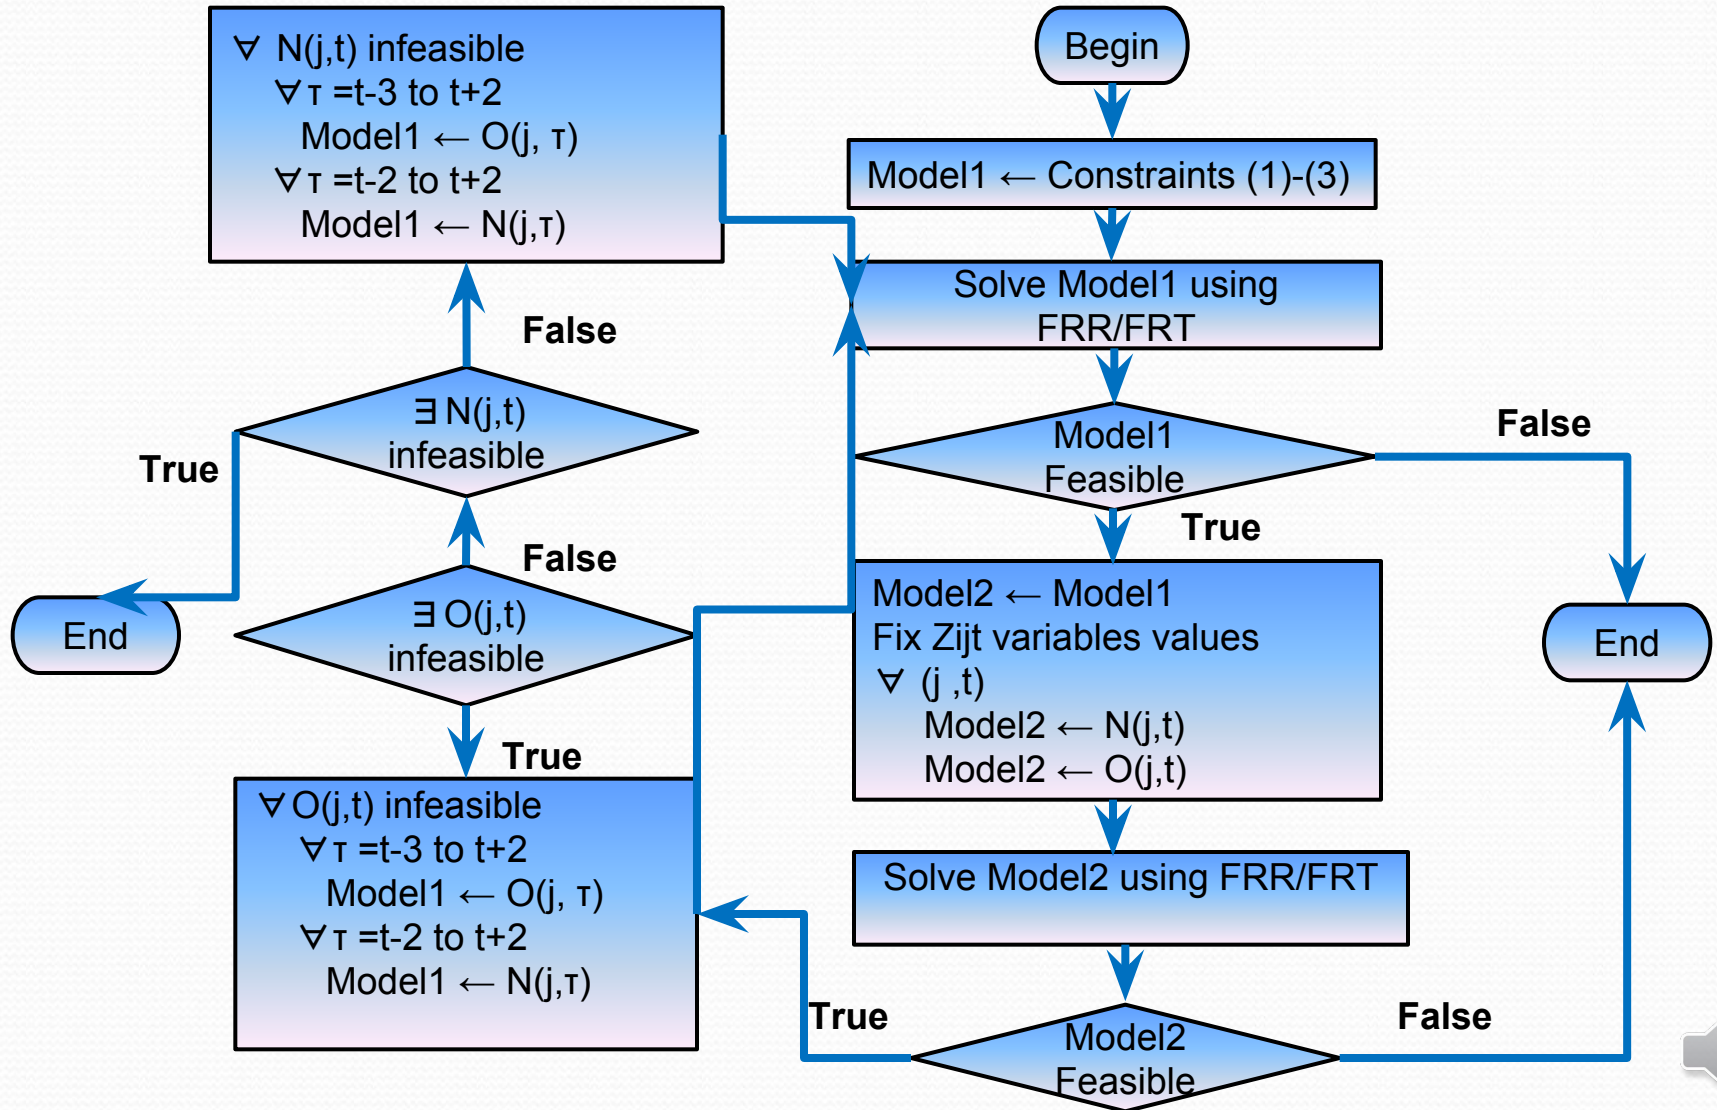 Begin
Model1 ← Constraints (1)-(3)
Solve Model1 using
FRR/FRT
Model1
Feasible
False
True
End
Model2 ← Model1
Fix Zijt variables values
∀ (j ,t)
Model2 ← N(j,t)
Model2 ← O(j,t)
Solve Model2 using FRR/FRT
Model2
Feasible
True
False
∀ O(j,t) infeasible
∀ τ =t-3 to t+2
Model1 ← O(j, τ)
∀ τ =t-2 to t+2
Model1 ← N(j,τ)
True
∃ O(j,t)
infeasible
False
∃ N(j,t)
infeasible
True
End
False
∀ N(j,t) infeasible
∀ τ =t-3 to t+2
Model1 ← O(j, τ)
∀ τ =t-2 to t+2
Model1 ← N(j,τ)